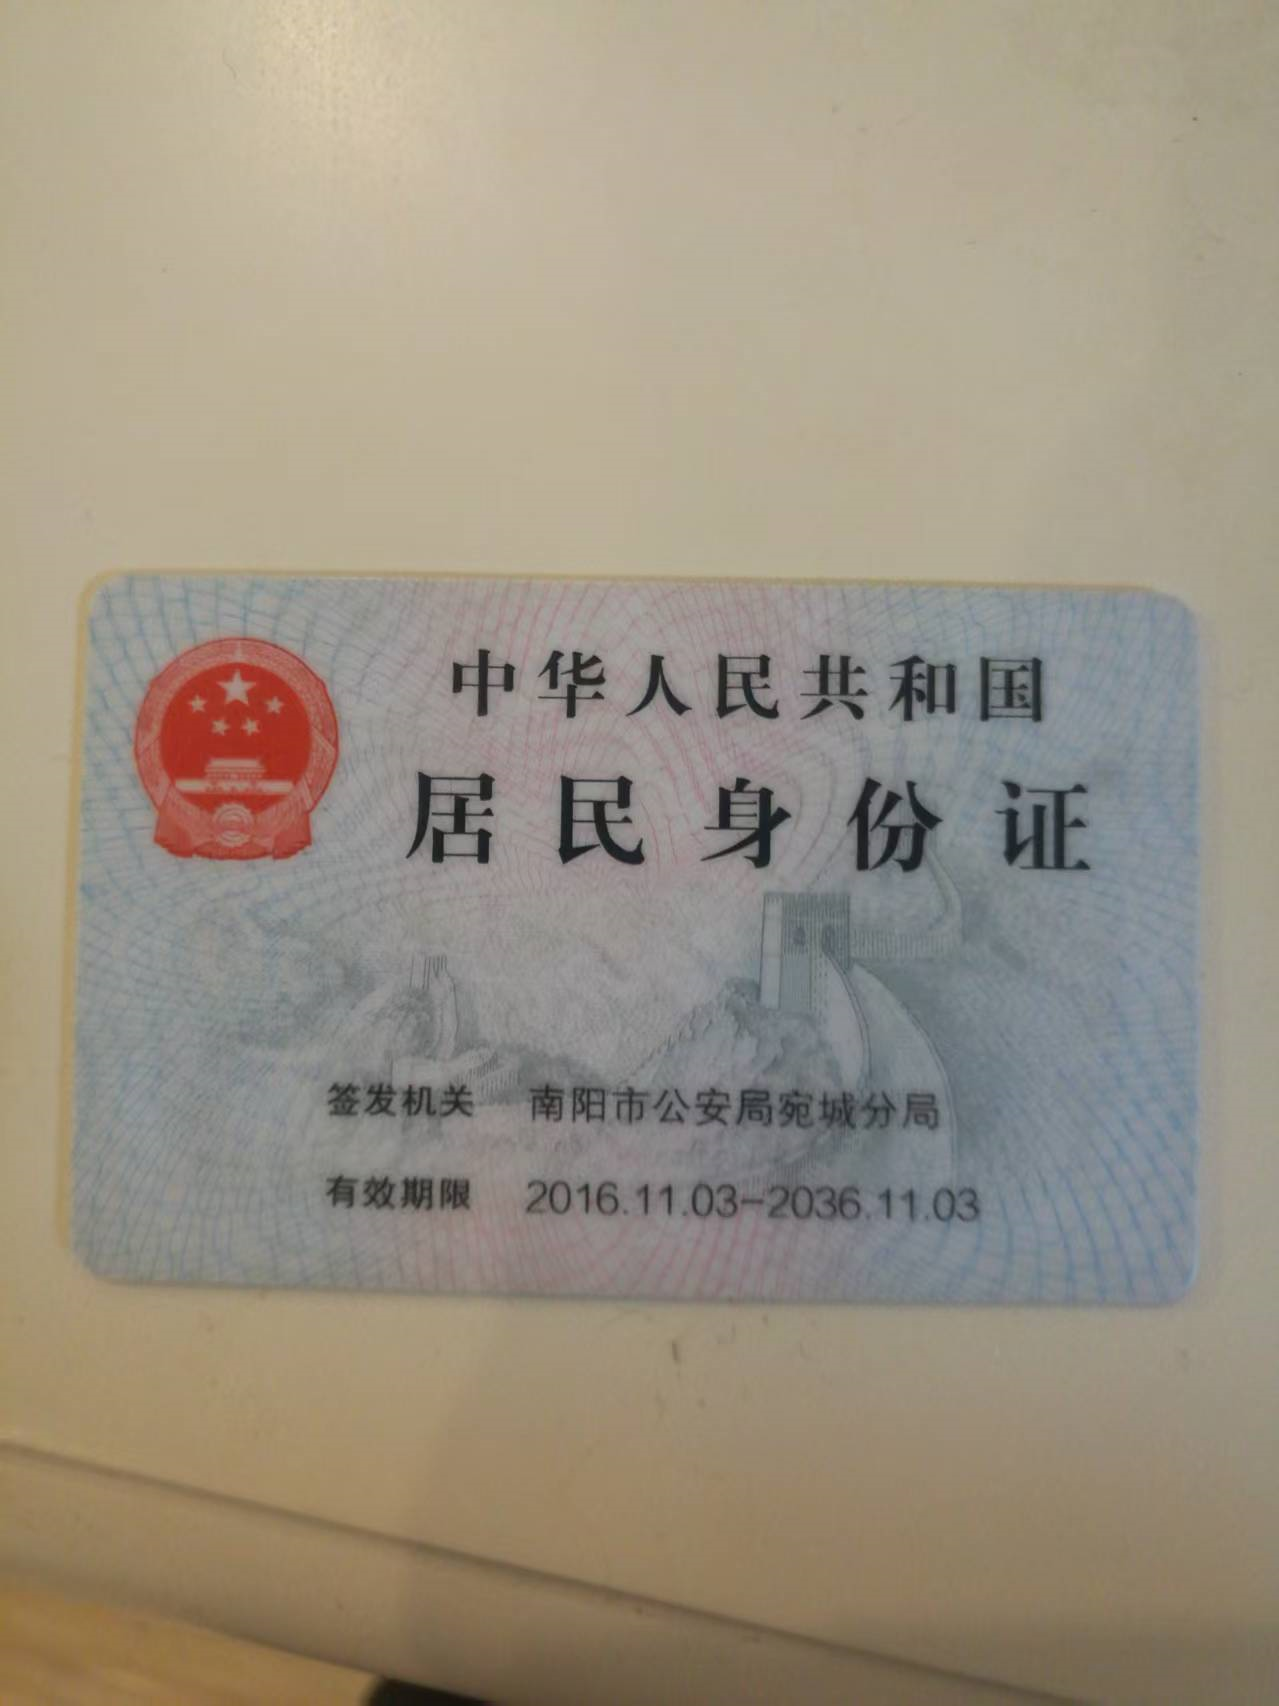 中华人民共和国
居民身份证
签发机关 南阳市公安局宛城分局
有效期限 2016.11.03-2036.11.03